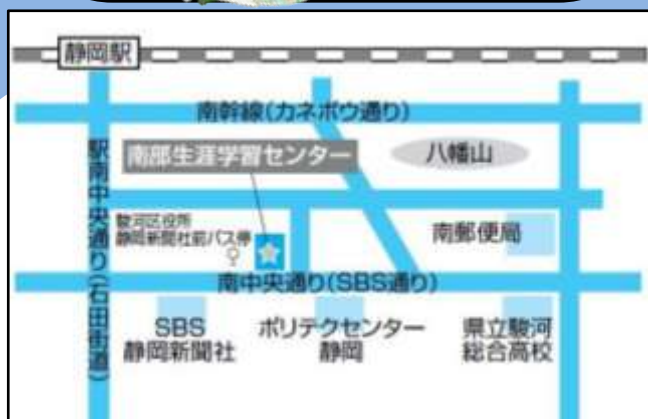 静岡駅
南幹線(カネボウ通り)
南部生涯学習センター
八幡山
駅南中央通り(石田街道)
駿河区役所
静岡新聞社前バス停
南郵便局
南中央通り(SBS通り)
SBS
静岡新聞社
ポリテクセンター
静岡
県立駿河
総合高校